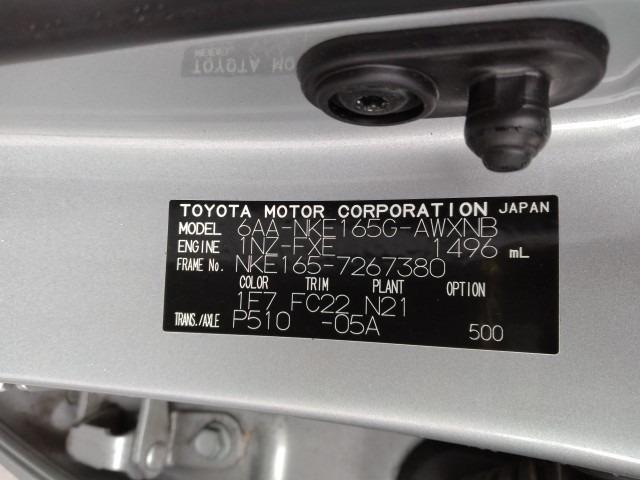 TOYOTA MOTOR CORPORATION JAPAN
MODEL 6AA-NKE165G-AWXNB
ENGINE 1NZ-FXE 1496 mL
FRAME No. NKE165-7267380
COLOR TRIM PLANT OPTION
1F7 FC22 N21
TRANS./AXLE P510 -05A 500